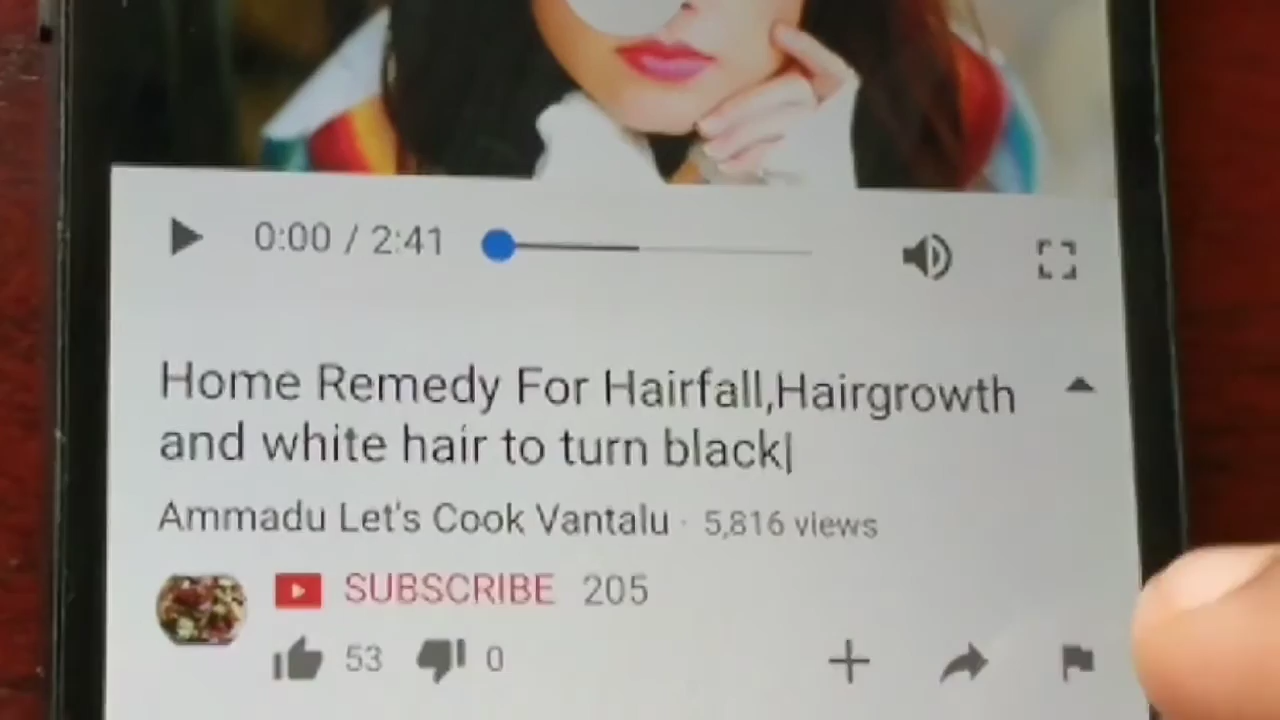 0:00 / 2:41
Home Remedy For Hairfall,Hairgrowth
and white hair to turn black|
Ammadu Let's Cook Vantalu · 5,816 views
SUBSCRIBE 205
53 0